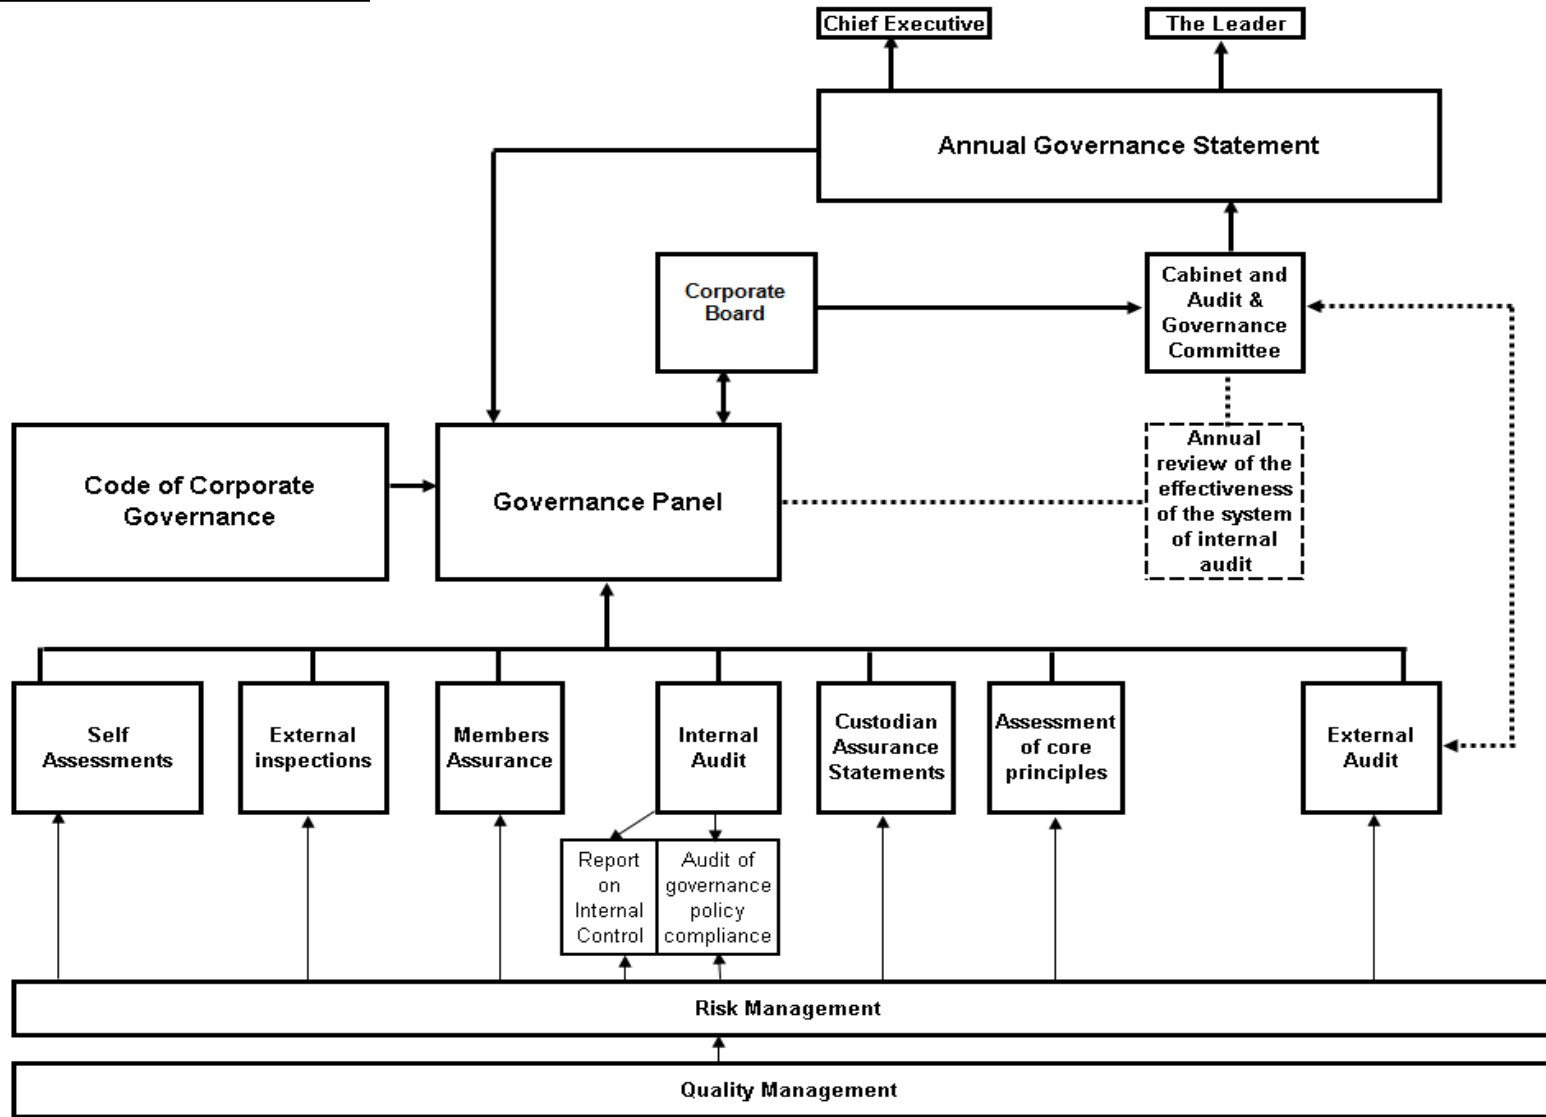 Chief Executive
The Leader
Annual Governance Statement
Corporate
Board
Cabinet and
Audit &
Governance
Committee
Code of Corporate
Governance
Governance Panel
Annual
review of the
effectiveness
of the system
of internal
audit
Self
Assessments
External
inspections
Members
Assurance
Internal
Audit
Custodian
Assurance
Statements
Assessment
of core
principles
External
Audit
Report
on
Internal
Control
Audit of
governance
policy
compliance
Risk Management
Quality Management